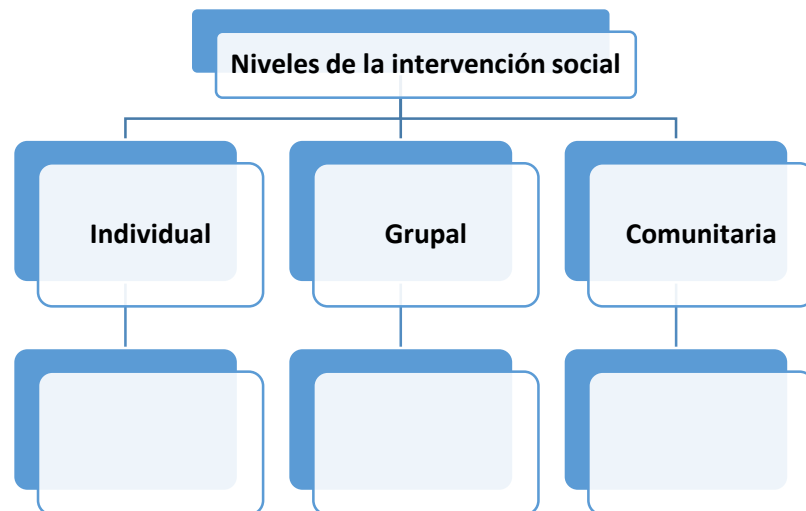 Niveles de la intervención social
Individual
Grupal
Comunitaria